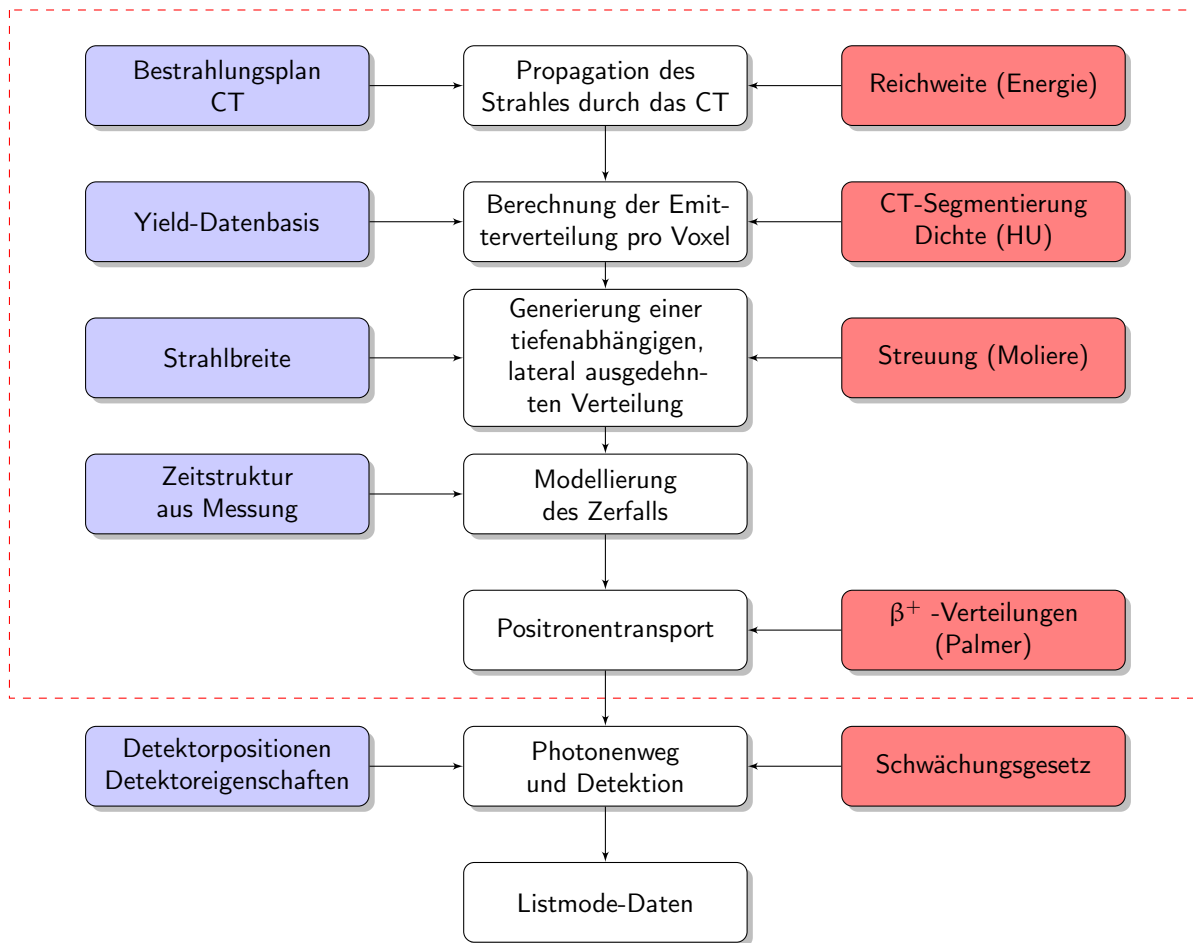 Bestrahlungsplan
CT
Propagation des
Strahles durch das CT
Reichweite (Energie)
Yield-Datenbasis
Berechnung der Emit-
terverteilung pro Voxel
CT-Segmentierung
Dichte (HU)
Strahlbreite
Generierung einer
tiefenabhängigen,
lateral ausgedehn-
nten Verteilung
Streuung (Moliere)
Zeitstruktur
aus Messung
Modellierung
des Zerfalls
Positronentransport
β⁺ -Verteilungen
(Palmer)
Detektorpositionen
Detektoreigenschaften
Photonenweg
und Detektion
Schwächungsgesetz
Listmode-Daten